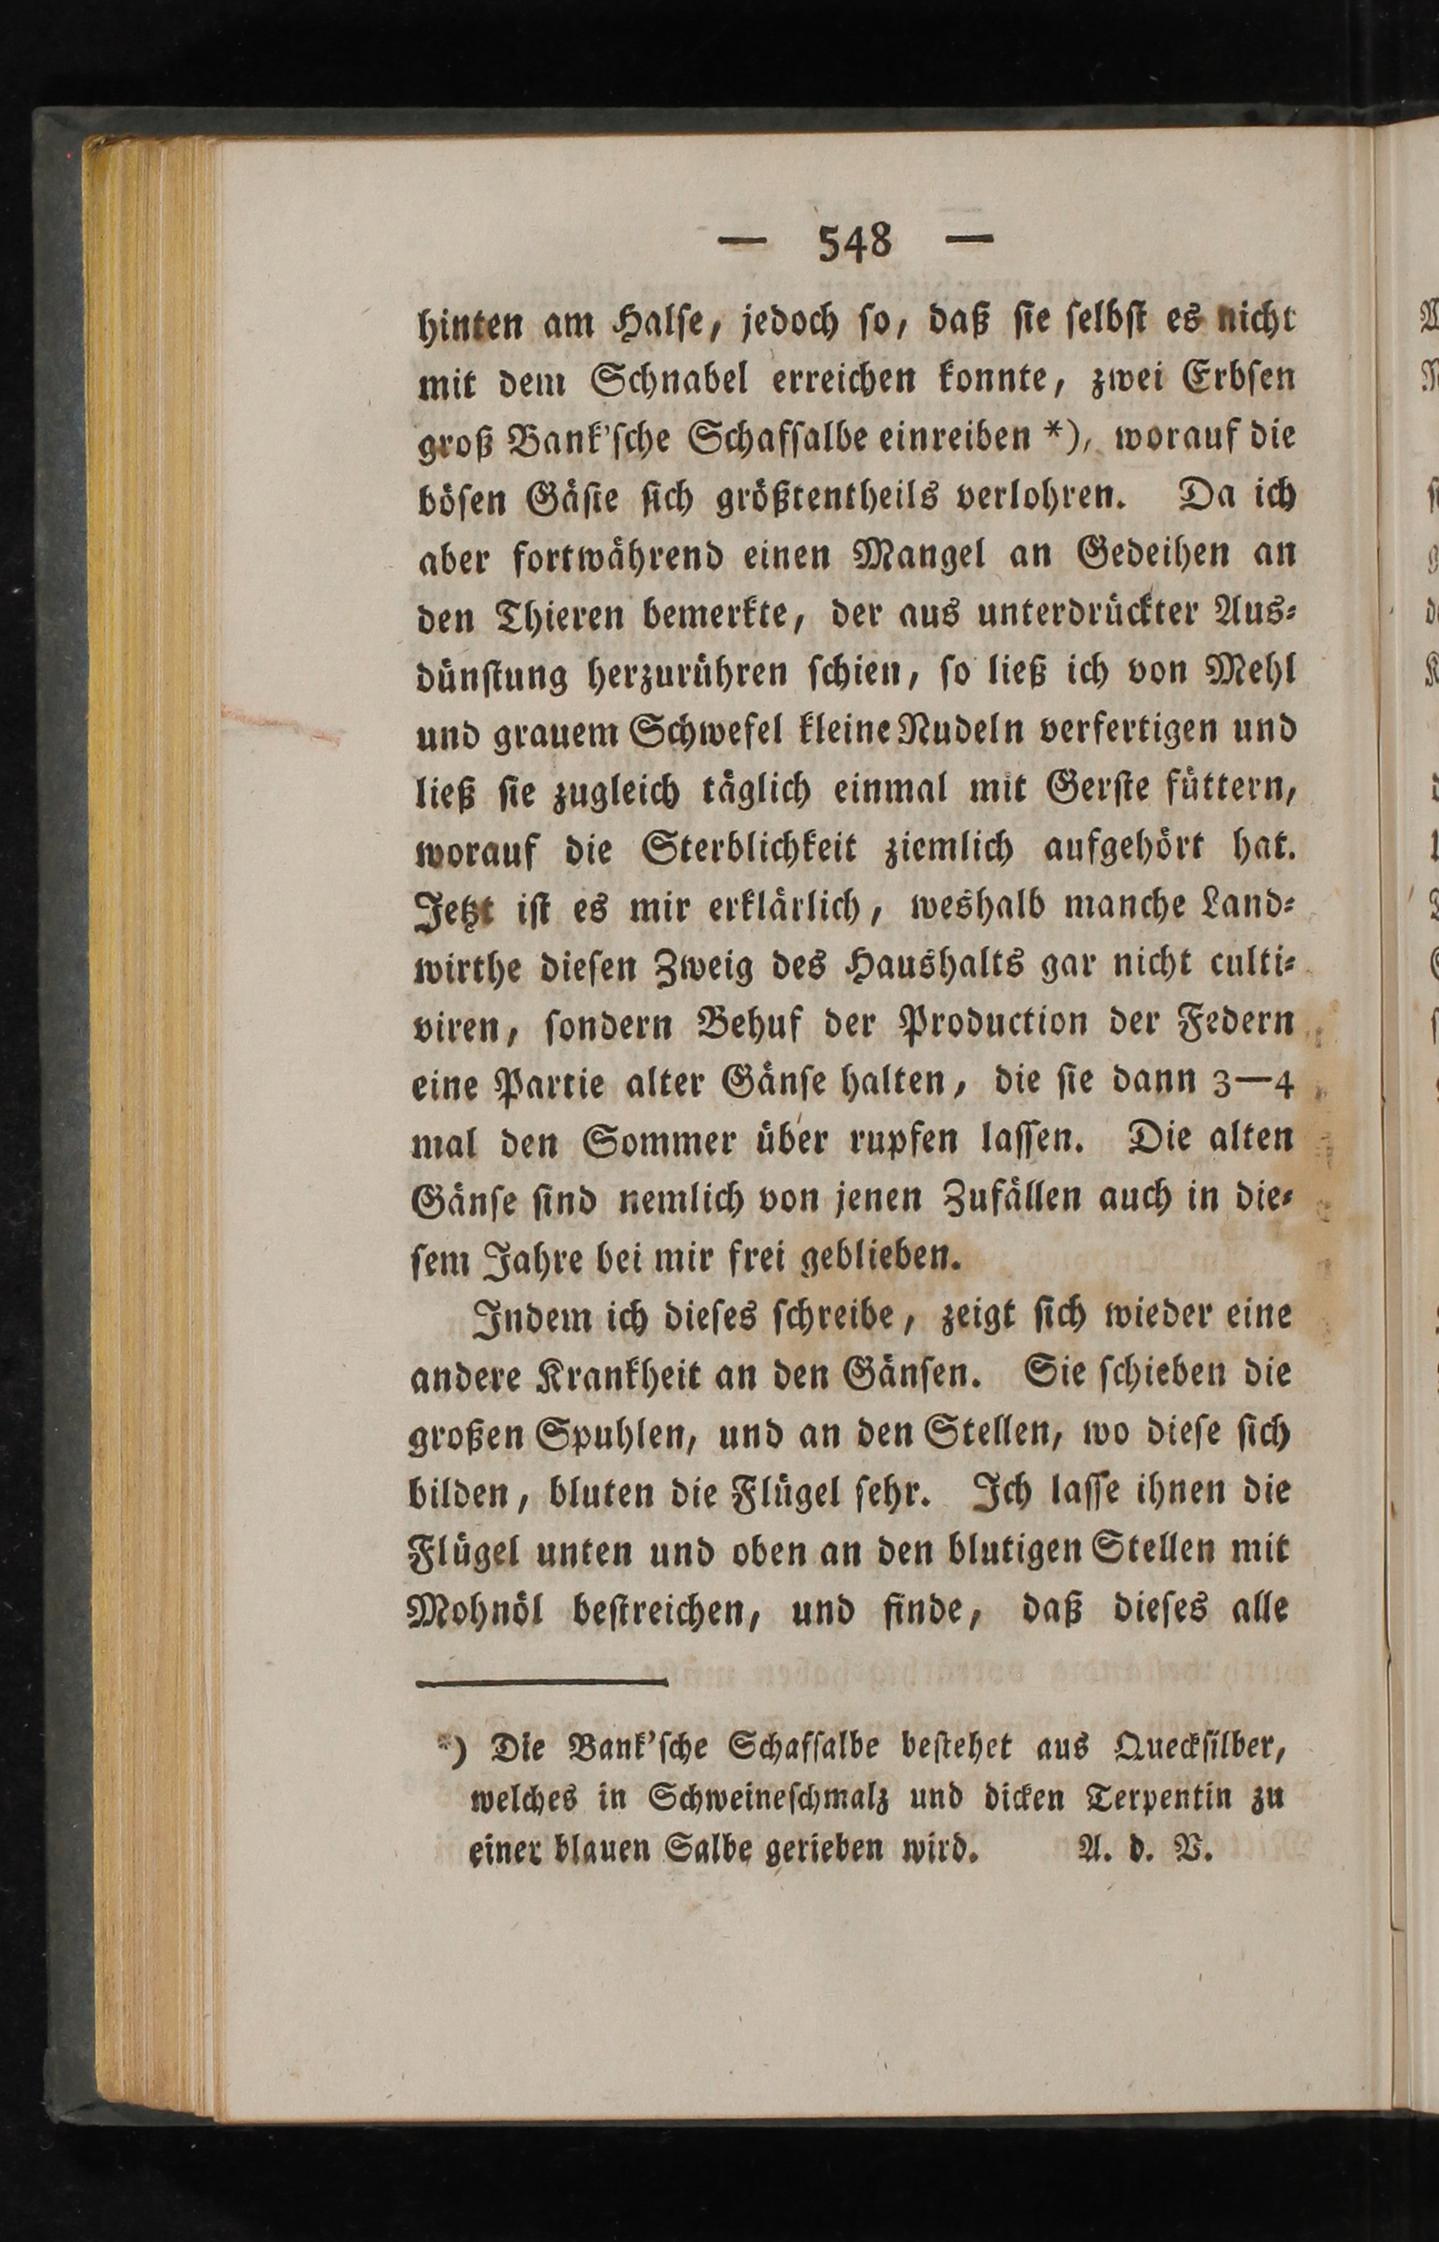 — 548 —
hinten am Halſe, jedoch ſo, daß ſie ſelbſt es nicht
mit dem Schnabel erreichen konnte, zwei Erbſen
groß Bank'ſche Schafſalbe einreiben *), worauf die
böſen Gäſte ſich größtentheils verlohren. Da ich
aber fortwährend einen Mangel an Gedeihen an
den Thieren bemerkte, der aus unterdrückter Aus⸗
dünſtung herzurühren ſchien, ſo ließ ich von Mehl
und grauem Schwefel kleine Nudeln verfertigen und
ließ ſie zugleich täglich einmal mit Gerſte füttern,
worauf die Sterblichkeit ziemlich aufgehört hat.
Jetzt iſt es mir erklärlich, weshalb manche Land⸗
wirthe dieſen Zweig des Haushalts gar nicht culti⸗
viren, ſondern Behuf der Production der Federn
eine Partie alter Gänſe halten, die ſie dann 3—4
mal den Sommer über rupfen laſſen. Die alten
Gänſe ſind nemlich von jenen Zufällen auch in die⸗
ſem Jahre bei mir frei geblieben.
Indem ich dieſes ſchreibe, zeigt ſich wieder eine
andere Krankheit an den Gänſen. Sie ſchieben die
großen Spuhlen, und an den Stellen, wo dieſe ſich
bilden, bluten die Flügel ſehr. Ich laſſe ihnen die
Flügel unten und oben an den blutigen Stellen mit
Mohnöl beſtreichen, und finde, daß dieſes alle
*) Die Bank'ſche Schafſalbe beſtehet aus Queckſilber,
welches in Schweineſchmalz und dicken Terpentin zu
einer blauen Salbe gerieben wird. A. d. V.